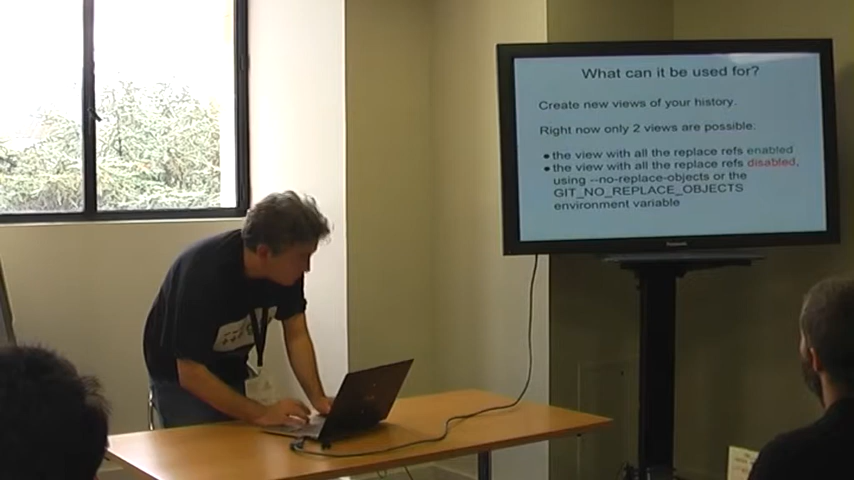 What can it be used for?
Create new views of your history.
Right now only 2 views are possible:
• the view with all the replace refs enabled
• the view with all the replace refs disabled,
using --no-replace-objects or the
GIT_NO_REPLACE_OBJECTS
environment variable
Panasonic